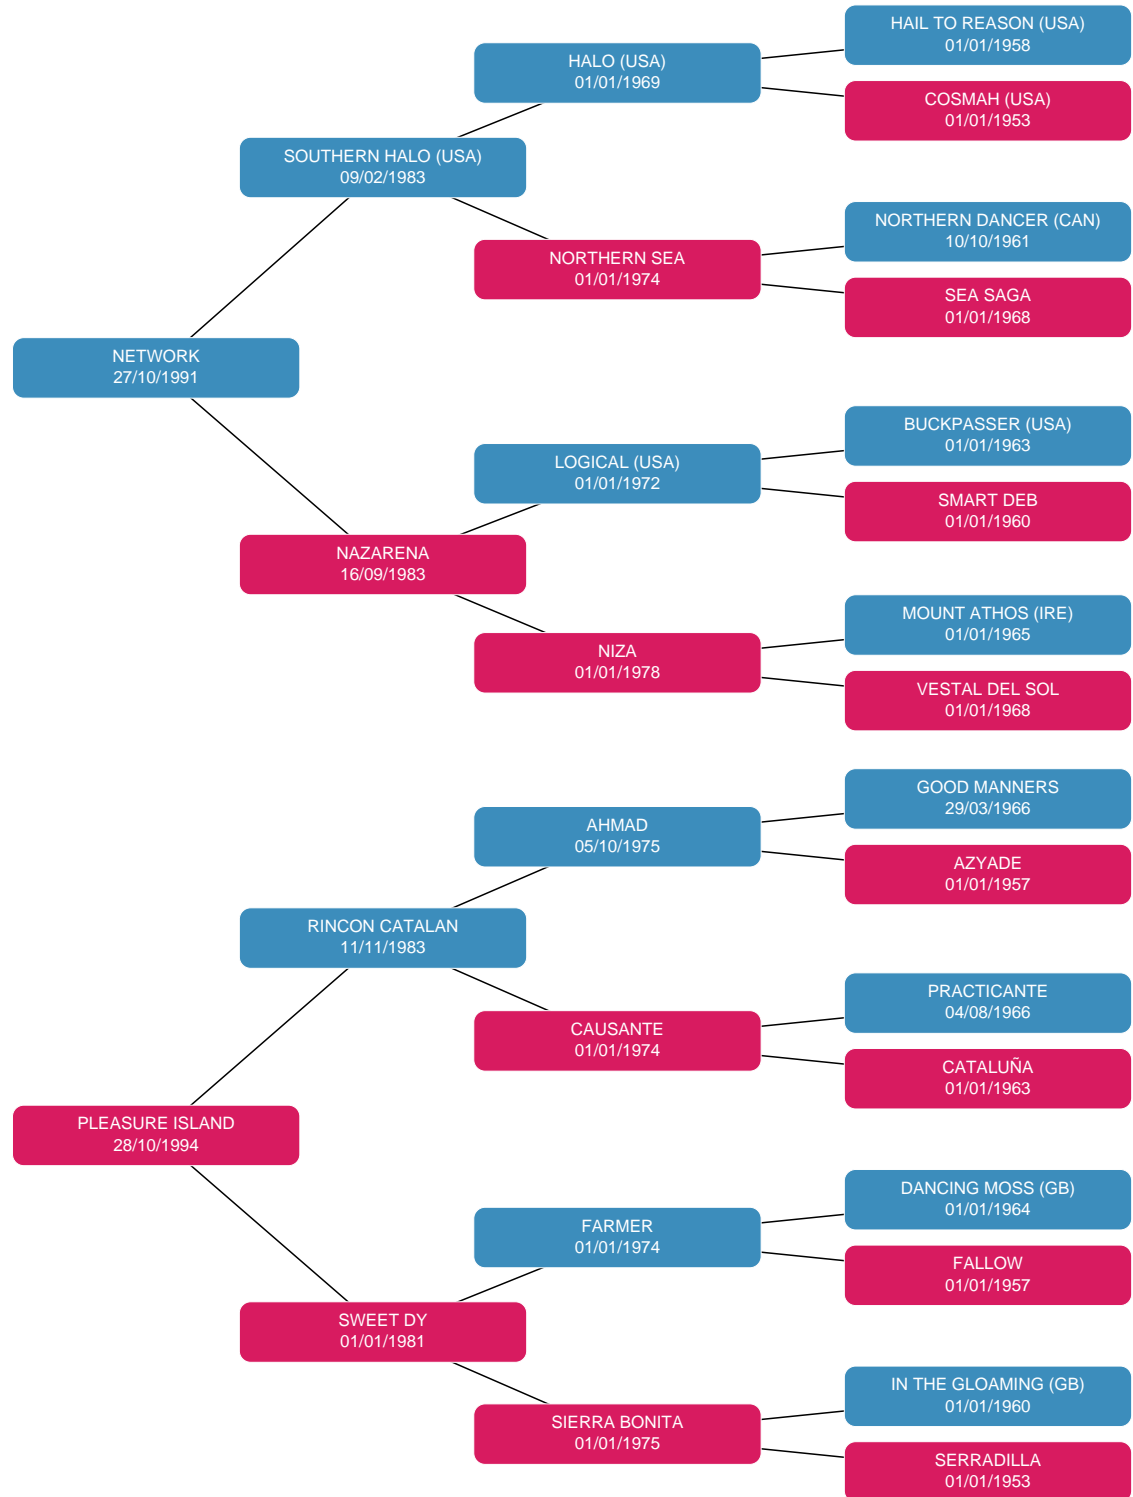 HAIL TO REASON (USA)
01/01/1958
HALO (USA)
01/01/1969
COSMAH (USA)
01/01/1953
SOUTHERN HALO (USA)
09/02/1983
NORTHERN DANCER (CAN)
10/10/1961
NORTHERN SEA
01/01/1974
SEA SAGA
01/01/1968
NETWORK
27/10/1991
BUCKPASSER (USA)
01/01/1963
LOGICAL (USA)
01/01/1972
SMART DEB
01/01/1960
NAZARENA
16/09/1983
MOUNT ATHOS (IRE)
01/01/1965
NIZA
01/01/1978
VESTAL DEL SOL
01/01/1968
GOOD MANNERS
29/03/1966
AHMAD
05/10/1975
AZYADE
01/01/1957
RINCON CATALAN
11/11/1983
PRACTICANTE
04/08/1966
CAUSANTE
01/01/1974
CATALUÑA
01/01/1963
PLEASURE ISLAND
28/10/1994
DANCING MOSS (GB)
01/01/1964
FARMER
01/01/1974
FALLOW
01/01/1957
SWEET DY
01/01/1981
IN THE GLOAMING (GB)
01/01/1960
SIERRA BONITA
01/01/1975
SERRADILLA
01/01/1953